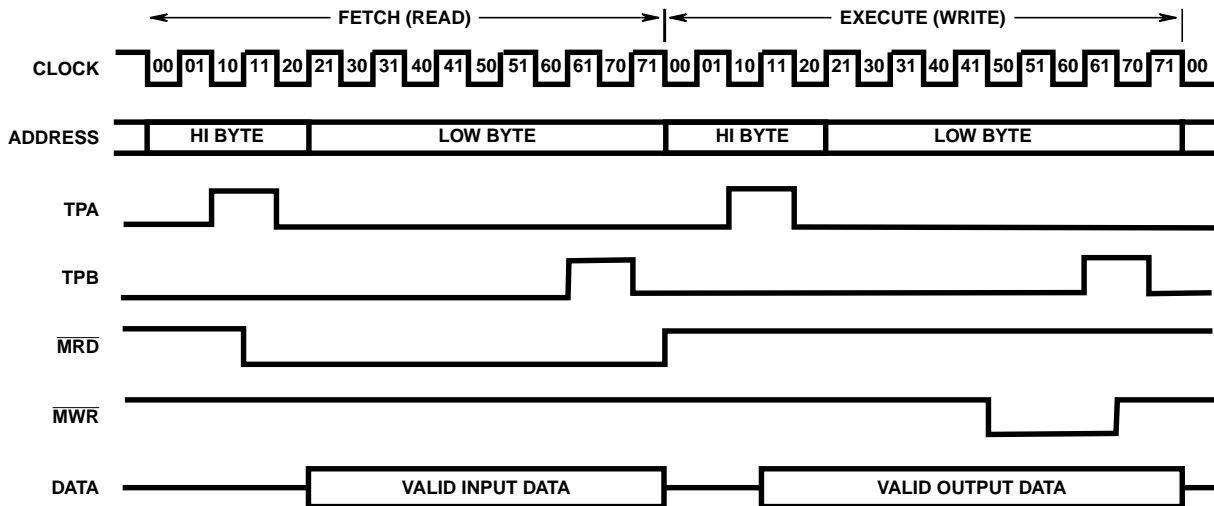 FETCH (READ) EXECUTE (WRITE)
CLOCK 00 01 10 11 20 21 30 31 40 41 50 51 60 61 70 71 00 01 10 11 20 21 30 31 40 41 50 51 60 61 70 71 00
ADDRESS HI BYTE LOW BYTE HI BYTE LOW BYTE
TPA
TPB
MRD
MWR
DATA VALID INPUT DATA VALID OUTPUT DATA